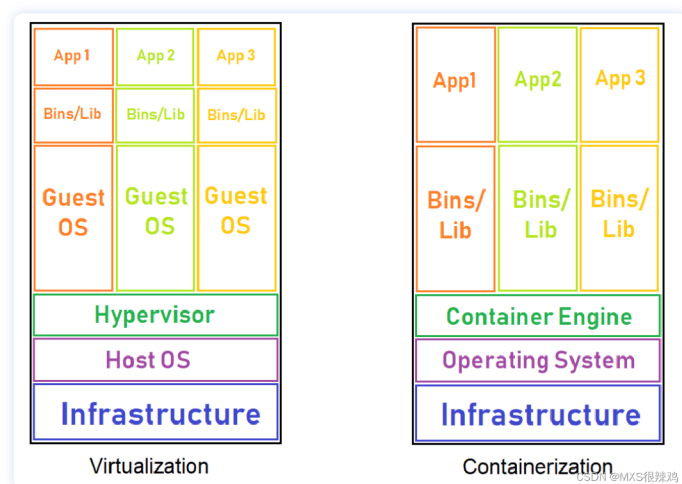 App 1 App 2 App 3
Bins/Lib Bins/Lib Bins/Lib
Guest Guest Guest
OS OS OS
Hypervisor
Host OS
Infrastructure
Virtualization
App1 App2 App 3
Bins/ Bins/ Bins/
Lib Lib Lib
Container Engine
Operating System
Infrastructure
Containerization
CSDN @MXS很辣鸡